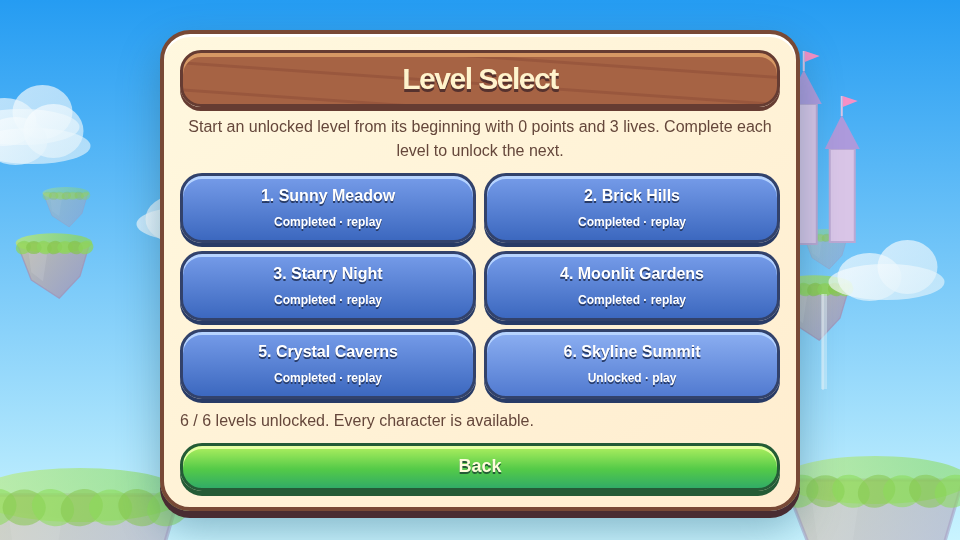 Level Select
Start an unlocked level from its beginning with 0 points and 3 lives. Complete each
level to unlock the next.
1. Sunny Meadow
Completed · replay
2. Brick Hills
Completed · replay
3. Starry Night
Completed · replay
4. Moonlit Gardens
Completed · replay
5. Crystal Caverns
Completed · replay
6. Skyline Summit
Unlocked · play
6 / 6 levels unlocked. Every character is available.
Back